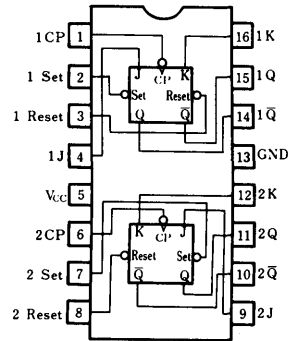 1CP 1 16 1K
J K
CP
1 Set 2 15 1Q
Set Reset
1 Reset 3 14 1Q̅
Q Q̅
1J 4 13 GND
VCC 5 12 2K
K J
2CP 6 CP 11 2Q
Reset Set
2 Set 7 10 2Q̅
Q̅ Q
2 Reset 8 9 2J